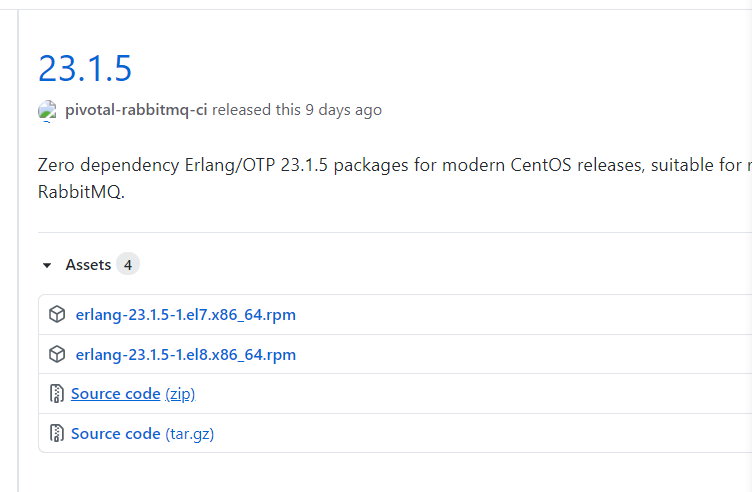 23.1.5
pivotal-rabbitmq-ci released this 9 days ago
Zero dependency Erlang/OTP 23.1.5 packages for modern CentOS releases, suitable for
RabbitMQ.
Assets 4
erlang-23.1.5-1.el7.x86_64.rpm
erlang-23.1.5-1.el8.x86_64.rpm
Source code (zip)
Source code (tar.gz)